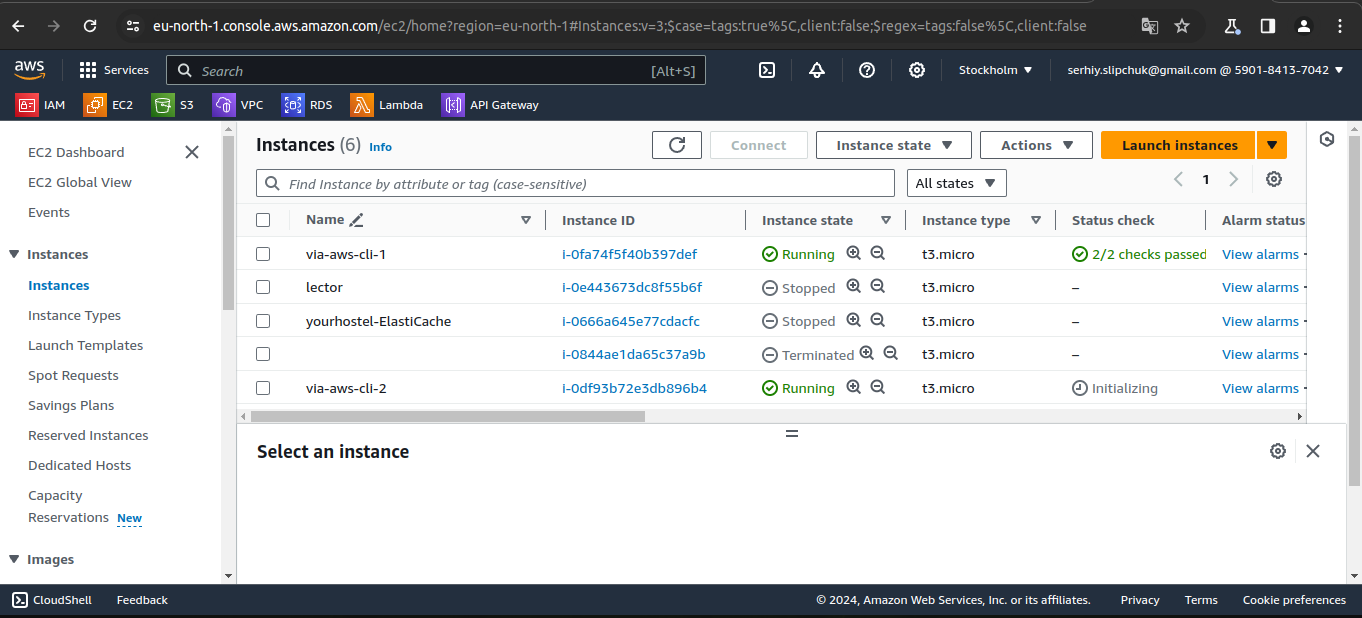 eu-north-1.console.aws.amazon.com/ec2/home?region=eu-north-1#Instances:v=3;$case=tags:true%5C,client:false;$regex=tags:false%5C,client:false
aws Services Search [Alt+S] Stockholm serhiy.slipchuk@gmail.com @ 5901-8413-7042
IAM EC2 S3 VPC RDS Lambda API Gateway
EC2 Dashboard
EC2 Global View
Events
Instances
Instances
Instance Types
Launch Templates
Spot Requests
Savings Plans
Reserved Instances
Dedicated Hosts
Capacity
Reservations New
Images
Instances (6) Info Connect Instance state Actions Launch instances
Find Instance by attribute or tag (case-sensitive) All states 1
Name Instance ID Instance state Instance type Status check Alarm status
via-aws-cli-1 i-0fa74f5f40b397def Running t3.micro 2/2 checks passed View alarms
lector i-0e443673dc8f55b6f Stopped t3.micro – View alarms
yourhostel-ElastiCache i-0666a645e77cdacfc Stopped t3.micro – View alarms
i-0844ae1da65c37a9b Terminated t3.micro – View alarms
via-aws-cli-2 i-0df93b72e3db896b4 Running t3.micro Initializing View alarms
Select an instance
CloudShell Feedback © 2024, Amazon Web Services, Inc. or its affiliates. Privacy Terms Cookie preferences